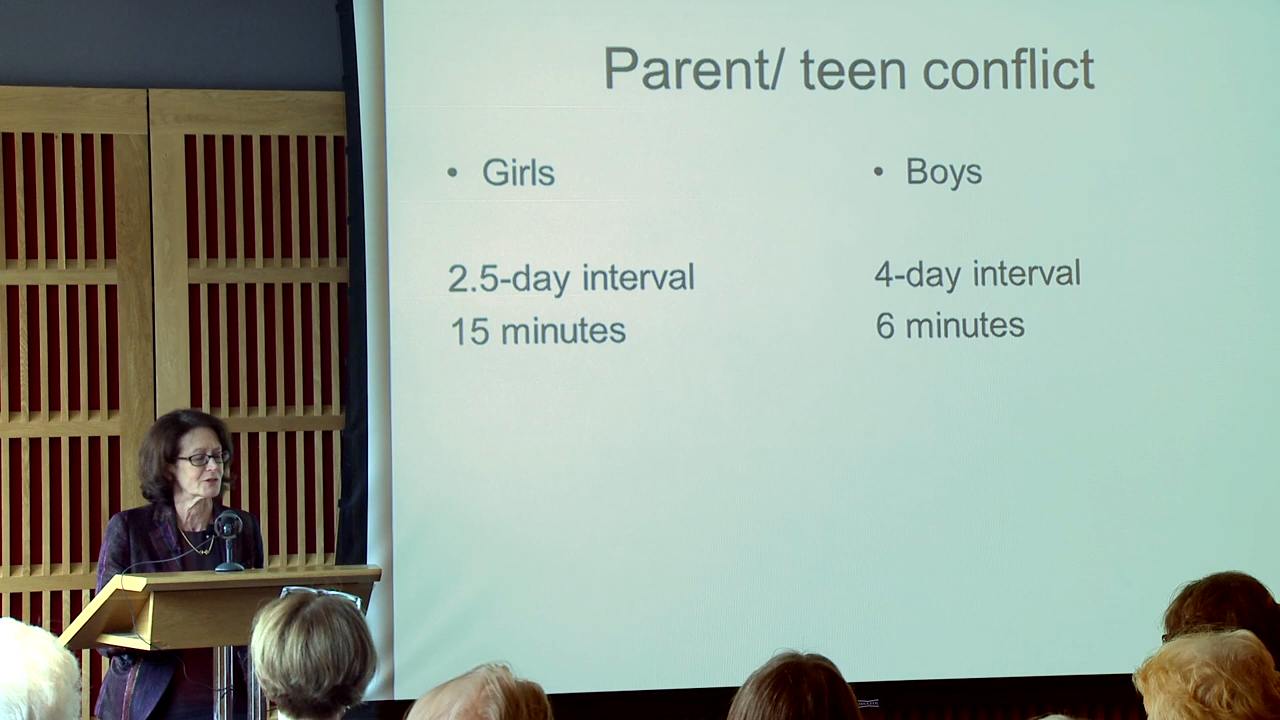 Parent/ teen conflict
• Girls
2.5-day interval
15 minutes
• Boys
4-day interval
6 minutes